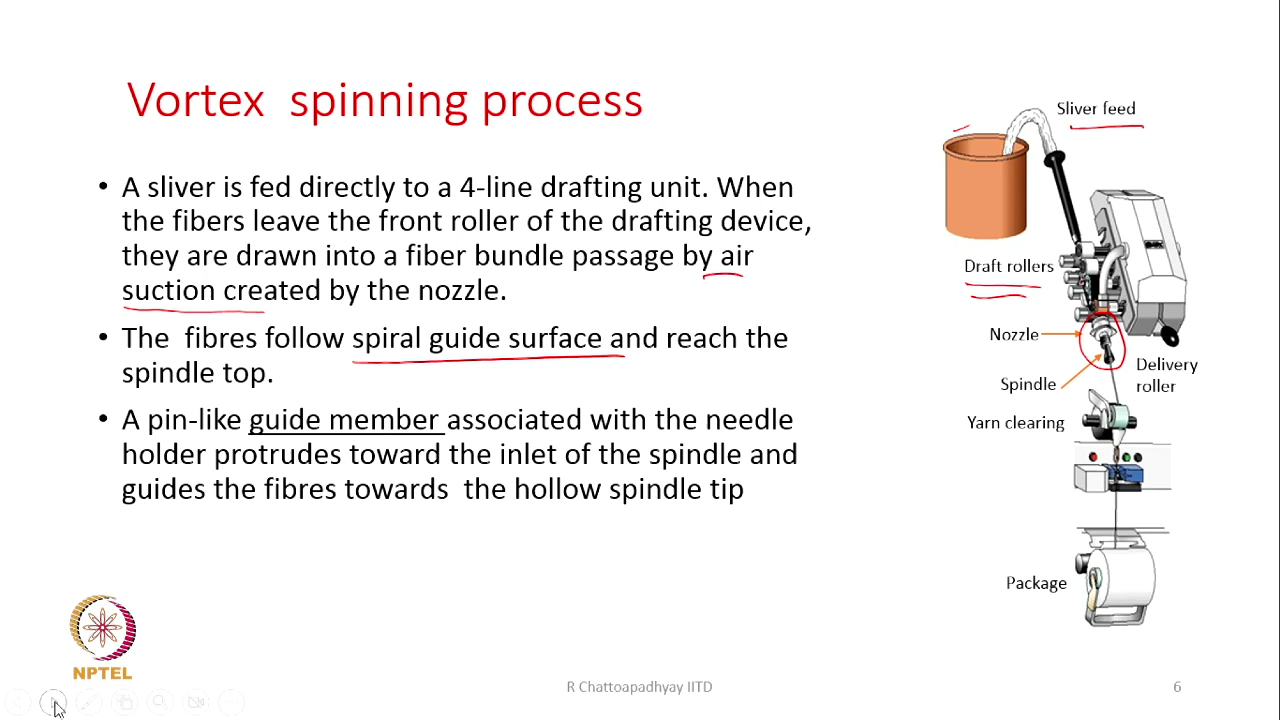 Vortex spinning process
• A sliver is fed directly to a 4-line drafting unit. When
the fibers leave the front roller of the drafting device,
they are drawn into a fiber bundle passage by air
suction created by the nozzle.
• The fibres follow spiral guide surface and reach the
spindle top.
• A pin-like guide member associated with the needle
holder protrudes toward the inlet of the spindle and
guides the fibres towards the hollow spindle tip
Sliver feed
Draft rollers
Nozzle
Delivery
roller
Spindle
Yarn clearing
Package
NPTEL
R Chattoapadhyay IITD
6